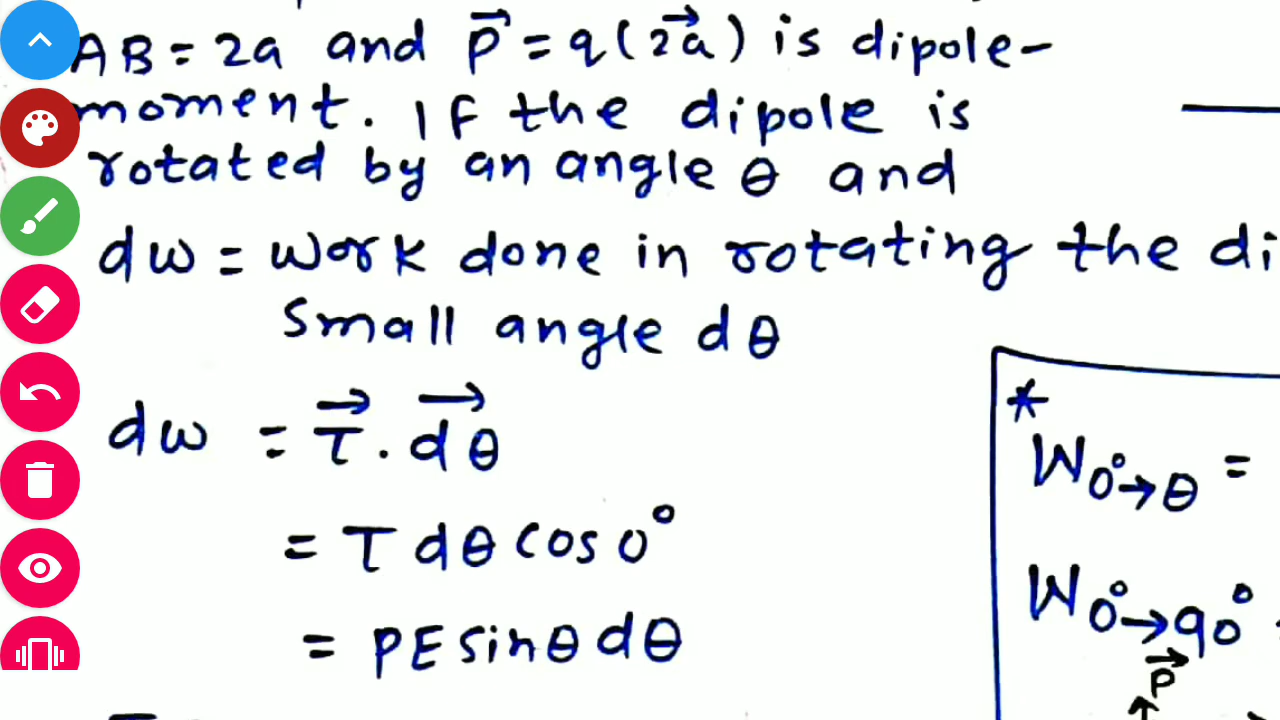 AB = 2a and p⃗ = q(2a⃗) is dipole-
moment. If the dipole is
rotated by an angle θ and
dw = work done in rotating the di
small angle dθ
dw = τ⃗ . dθ⃗
= τ dθ cos 0°
= PE sinθ dθ
*
W₀°→θ =
W₀°→90°
P⃗